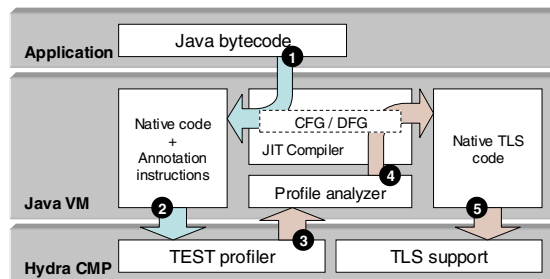 Java bytecode
1
Application
Native code
+
Annotation
instructions
CFG / DFG
JIT Compiler
Native TLS
code
4
Profile analyzer
2
5
Java VM
3
TEST profiler
TLS support
Hydra CMP